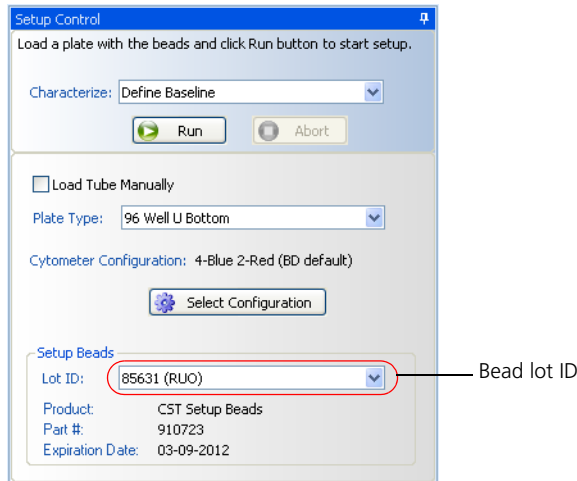 Setup Control
Load a plate with the beads and click Run button to start setup.
Characterize: Define Baseline
Run Abort
Load Tube Manually
Plate Type: 96 Well U Bottom
Cytometer Configuration: 4-Blue 2-Red (BD default)
Select Configuration
Setup Beads
Lot ID: 85631 (RUO) Bead lot ID
Product: CST Setup Beads
Part #: 910723
Expiration Date: 03-09-2012